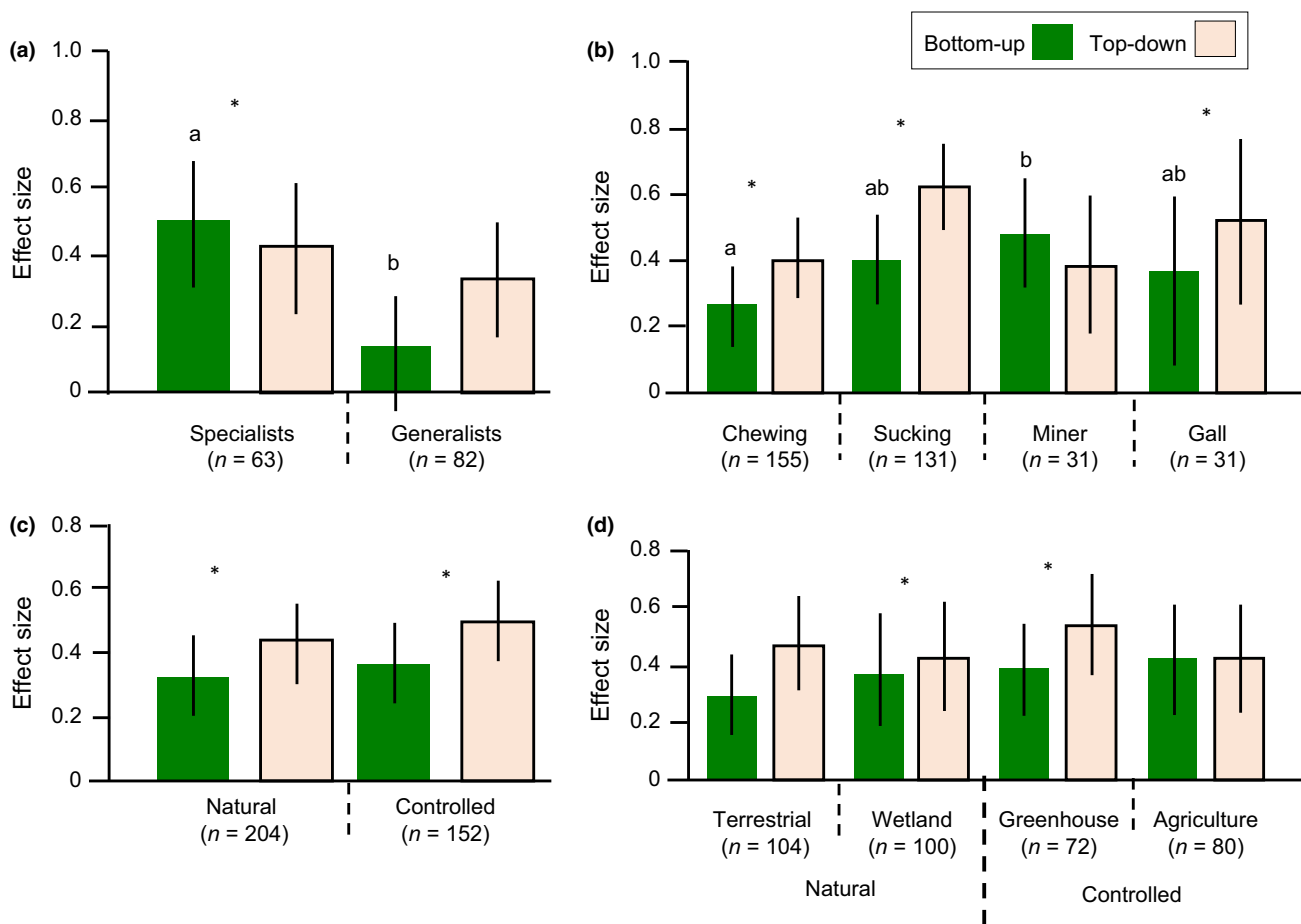 Bottom-up Top-down
(a)
1.0
0.8
0.6
0.4
0.2
0
Effect size
a
*
b
Specialists Generalists
(n = 63) (n = 82)
(b)
1.0
0.8
0.6
0.4
0.2
0
Effect size
a
*
ab
*
b
ab
*
Chewing Sucking Miner Gall
(n = 155) (n = 131) (n = 31) (n = 31)
(c)
0.8
0.6
0.4
0.2
0
Effect size
* *
Natural Controlled
(n = 204) (n = 152)
(d)
0.8
0.6
0.4
0.2
0
Effect size
* *
Terrestrial Wetland Greenhouse Agriculture
(n = 104) (n = 100) (n = 72) (n = 80)
Natural Controlled